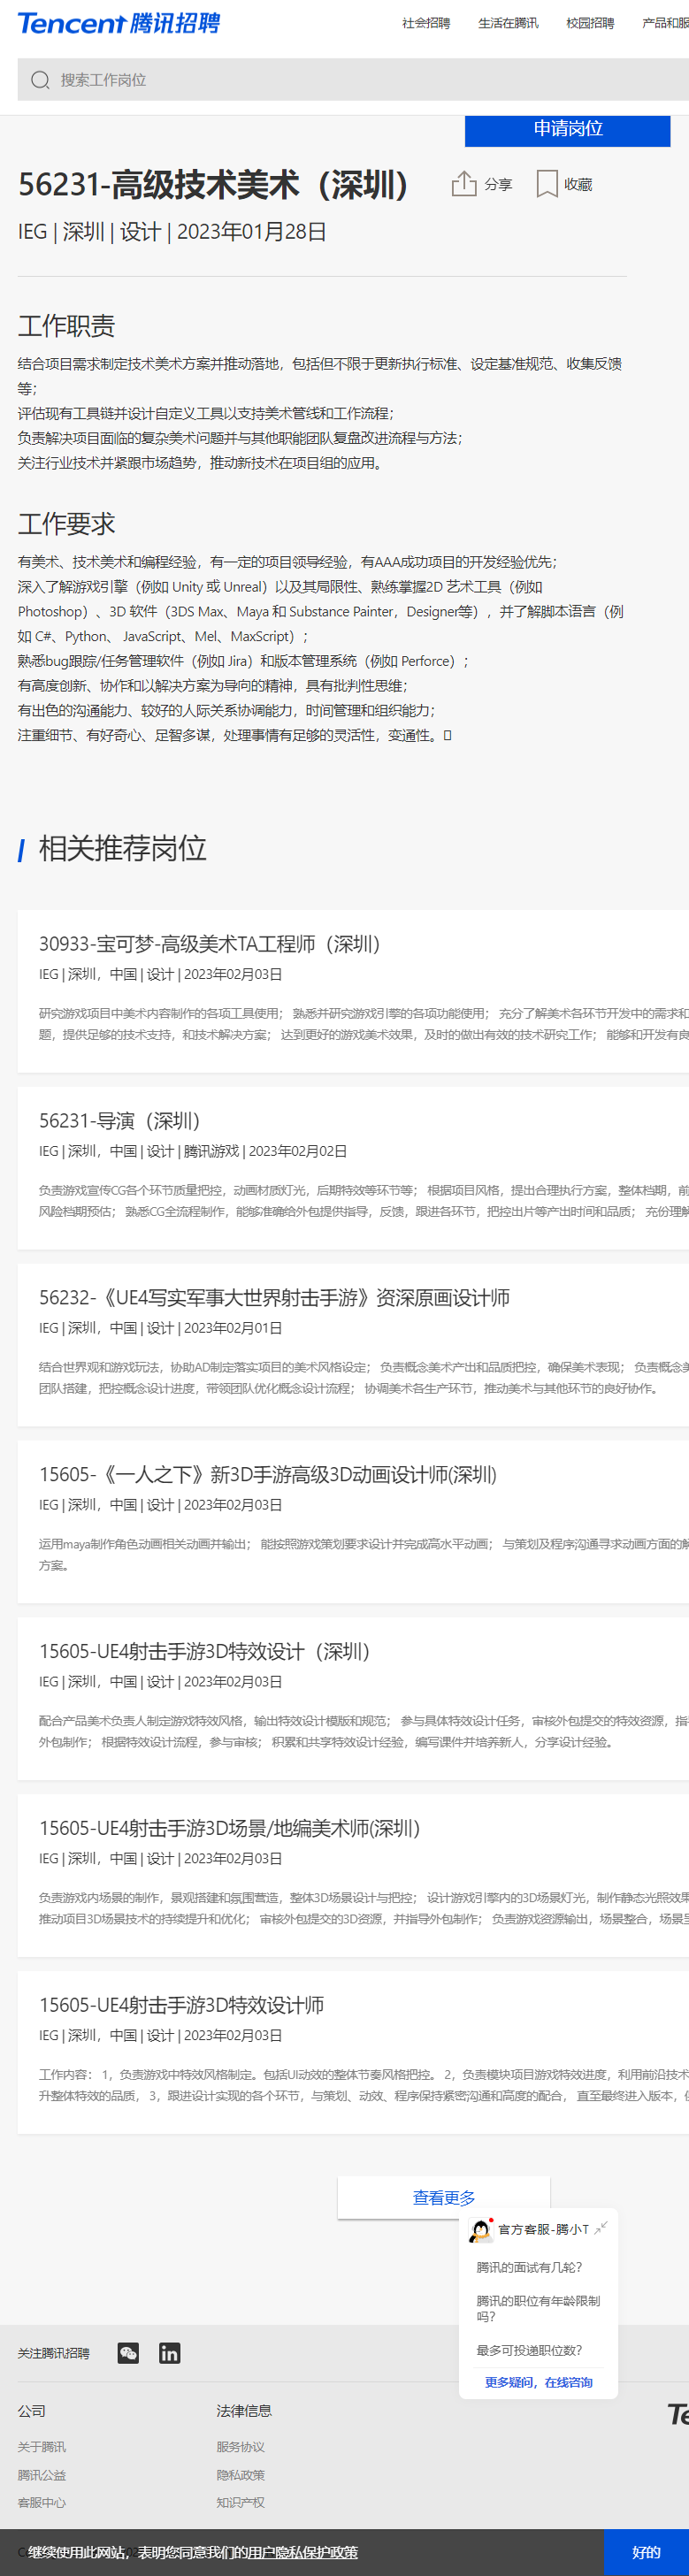 Tencent 腾讯招聘
社会招聘 生活在腾讯 校园招聘 产品和服
搜索工作岗位
申请岗位
56231-高级技术美术（深圳）
分享 收藏
IEG | 深圳 | 设计 | 2023年01月28日
工作职责
结合项目需求制定技术美术方案并推动落地，包括但不限于更新执行标准、设定基准规范、收集反馈
等；
评估现有工具链并设计自定义工具以支持美术管线和工作流程；
负责解决项目面临的复杂美术问题并与其他职能团队复盘改进流程与方法；
关注行业技术并紧跟市场趋势，推动新技术在项目组的应用。
工作要求
有美术、技术美术和编程经验，有一定的项目领导经验，有AAA成功项目的开发经验优先；
深入了解游戏引擎（例如 Unity 或 Unreal）以及其局限性、熟练掌握2D 艺术工具（例如
Photoshop）、3D 软件（3DS Max、Maya 和 Substance Painter，Designer等），并了解脚本语言（例
如 C#、Python、 JavaScript、Mel、MaxScript）；
熟悉bug跟踪/任务管理软件（例如 Jira）和版本管理系统（例如 Perforce）；
有高度创新、协作和以解决方案为导向的精神，具有批判性思维；
有出色的沟通能力、较好的人际关系协调能力，时间管理和组织能力；
注重细节、有好奇心、足智多谋，处理事情有足够的灵活性，变通性。
相关推荐岗位
30933-宝可梦-高级美术TA工程师（深圳）
IEG | 深圳，中国 | 设计 | 2023年02月03日
研究游戏项目中美术内容制作的各项工具使用； 熟悉并研究游戏引擎的各项功能使用； 充分了解美术各环节开发中的需求和
题，提供足够的技术支持，和技术解决方案； 达到更好的游戏美术效果，及时的做出有效的技术研究工作； 能够和开发有良
56231-导演（深圳）
IEG | 深圳，中国 | 设计 | 腾讯游戏 | 2023年02月02日
负责游戏宣传CG各个环节质量把控，动画材质灯光，后期特效等环节等； 根据项目风格，提出合理执行方案，整体档期，前
风险档期预估； 熟悉CG全流程制作，能够准确给外包提供指导，反馈，跟进各环节，把控出片等产出时间和品质； 充份理解
56232-《UE4写实军事大世界射击手游》资深原画设计师
IEG | 深圳，中国 | 设计 | 2023年02月01日
结合世界观和游戏玩法，协助AD制定落实项目的美术风格设定； 负责概念美术产出和品质把控，确保美术表现； 负责概念美
团队搭建，把控概念设计进度，带领团队优化概念设计流程； 协调美术各生产环节，推动美术与其他环节的良好协作。
15605-《一人之下》新3D手游高级3D动画设计师(深圳)
IEG | 深圳，中国 | 设计 | 2023年02月03日
运用maya制作角色动画相关动画并输出； 能按照游戏策划要求设计并完成高水平动画； 与策划及程序沟通寻求动画方面的解
方案。
15605-UE4射击手游3D特效设计（深圳）
IEG | 深圳，中国 | 设计 | 2023年02月03日
配合产品美术负责人制定游戏特效风格，输出特效设计模版和规范； 参与具体特效设计任务，审核外包提交的特效资源，指
外包制作； 根据特效设计流程，参与审核； 积累和共享特效设计经验，编写课件并培养新人，分享设计经验。
15605-UE4射击手游3D场景/地编美术师(深圳）
IEG | 深圳，中国 | 设计 | 2023年02月03日
负责游戏内场景的制作，景观搭建和氛围营造，整体3D场景设计与把控； 设计游戏引擎内的3D场景灯光，制作静态光照效果
推动项目3D场景技术的持续提升和优化； 审核外包提交的3D资源，并指导外包制作； 负责游戏资源输出，场景整合，场景呈
15605-UE4射击手游3D特效设计师
IEG | 深圳，中国 | 设计 | 2023年02月03日
工作内容： 1，负责游戏中特效风格制定。包括UI动效的整体节奏风格把控。 2，负责模块项目游戏特效进度，利用前沿技术
升整体特效的品质， 3，跟进设计实现的各个环节，与策划、动效、程序保持紧密沟通和高度的配合， 直至最终进入版本，
查看更多
官方客服-腾小T
腾讯的面试有几轮?
腾讯的职位有年龄限制
吗?
最多可投递职位数?
更多疑问，在线咨询
关注腾讯招聘
公司 法律信息
关于腾讯 服务协议
腾讯公益 隐私政策
客服中心 知识产权
继续使用此网站，表明您同意我们的用户隐私保护政策 好的